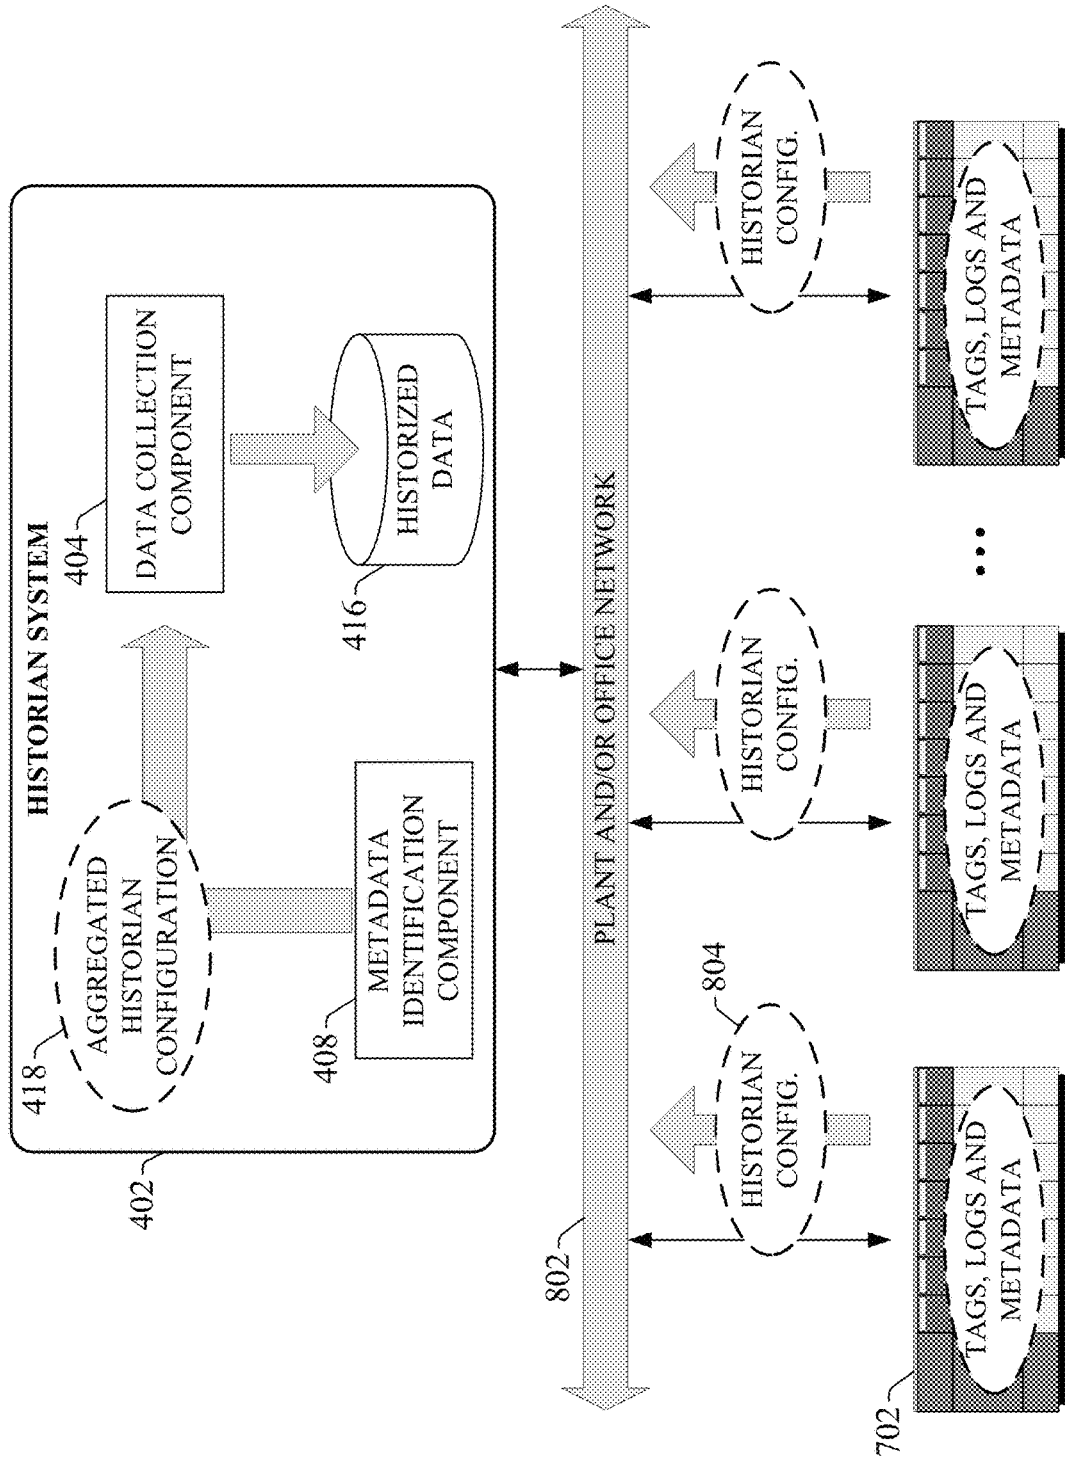 HISTORIAN SYSTEM
402
418
AGGREGATED
HISTORIAN
CONFIGURATION
404
DATA COLLECTION
COMPONENT
408
METADATA
IDENTIFICATION
COMPONENT
416
HISTORIZED
DATA
802
PLANT AND/OR OFFICE NETWORK
HISTORIAN
CONFIG.
804
HISTORIAN
CONFIG.
HISTORIAN
CONFIG.
702
TAGS, LOGS AND
METADATA
TAGS, LOGS AND
METADATA
TAGS, LOGS AND
METADATA